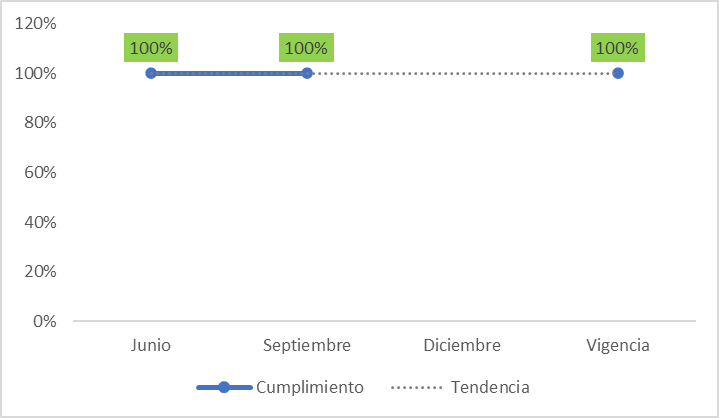 120%
100%
80%
60%
40%
20%
0%
100%
100%
100%
Junio
Septiembre
Diciembre
Vigencia
Cumplimiento
Tendencia